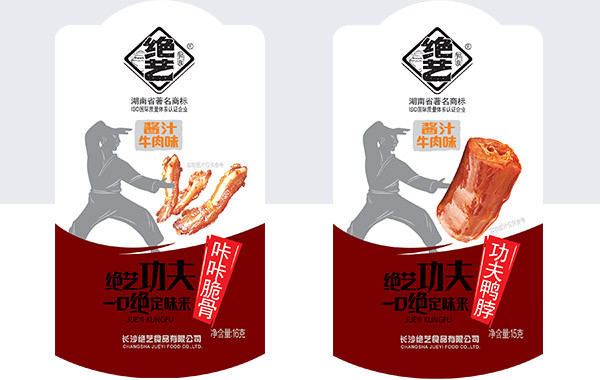 绝艺
湖南省著名商标
ISO国际质量体系认证企业
酱汁
牛肉味
绝艺功夫
一口绝定味来
JUEYI KUNGFU
咔咔脆骨
净含量:16克
长沙绝艺食品有限公司
CHANGSHA JUEYI FOOD CO.,LTD.
绝艺
湖南省著名商标
ISO国际质量体系认证企业
酱汁
牛肉味
绝艺功夫
一口绝定味来
JUEYI KUNGFU
功夫鸭脖
净含量:15克
长沙绝艺食品有限公司
CHANGSHA JUEYI FOOD CO.,LTD.